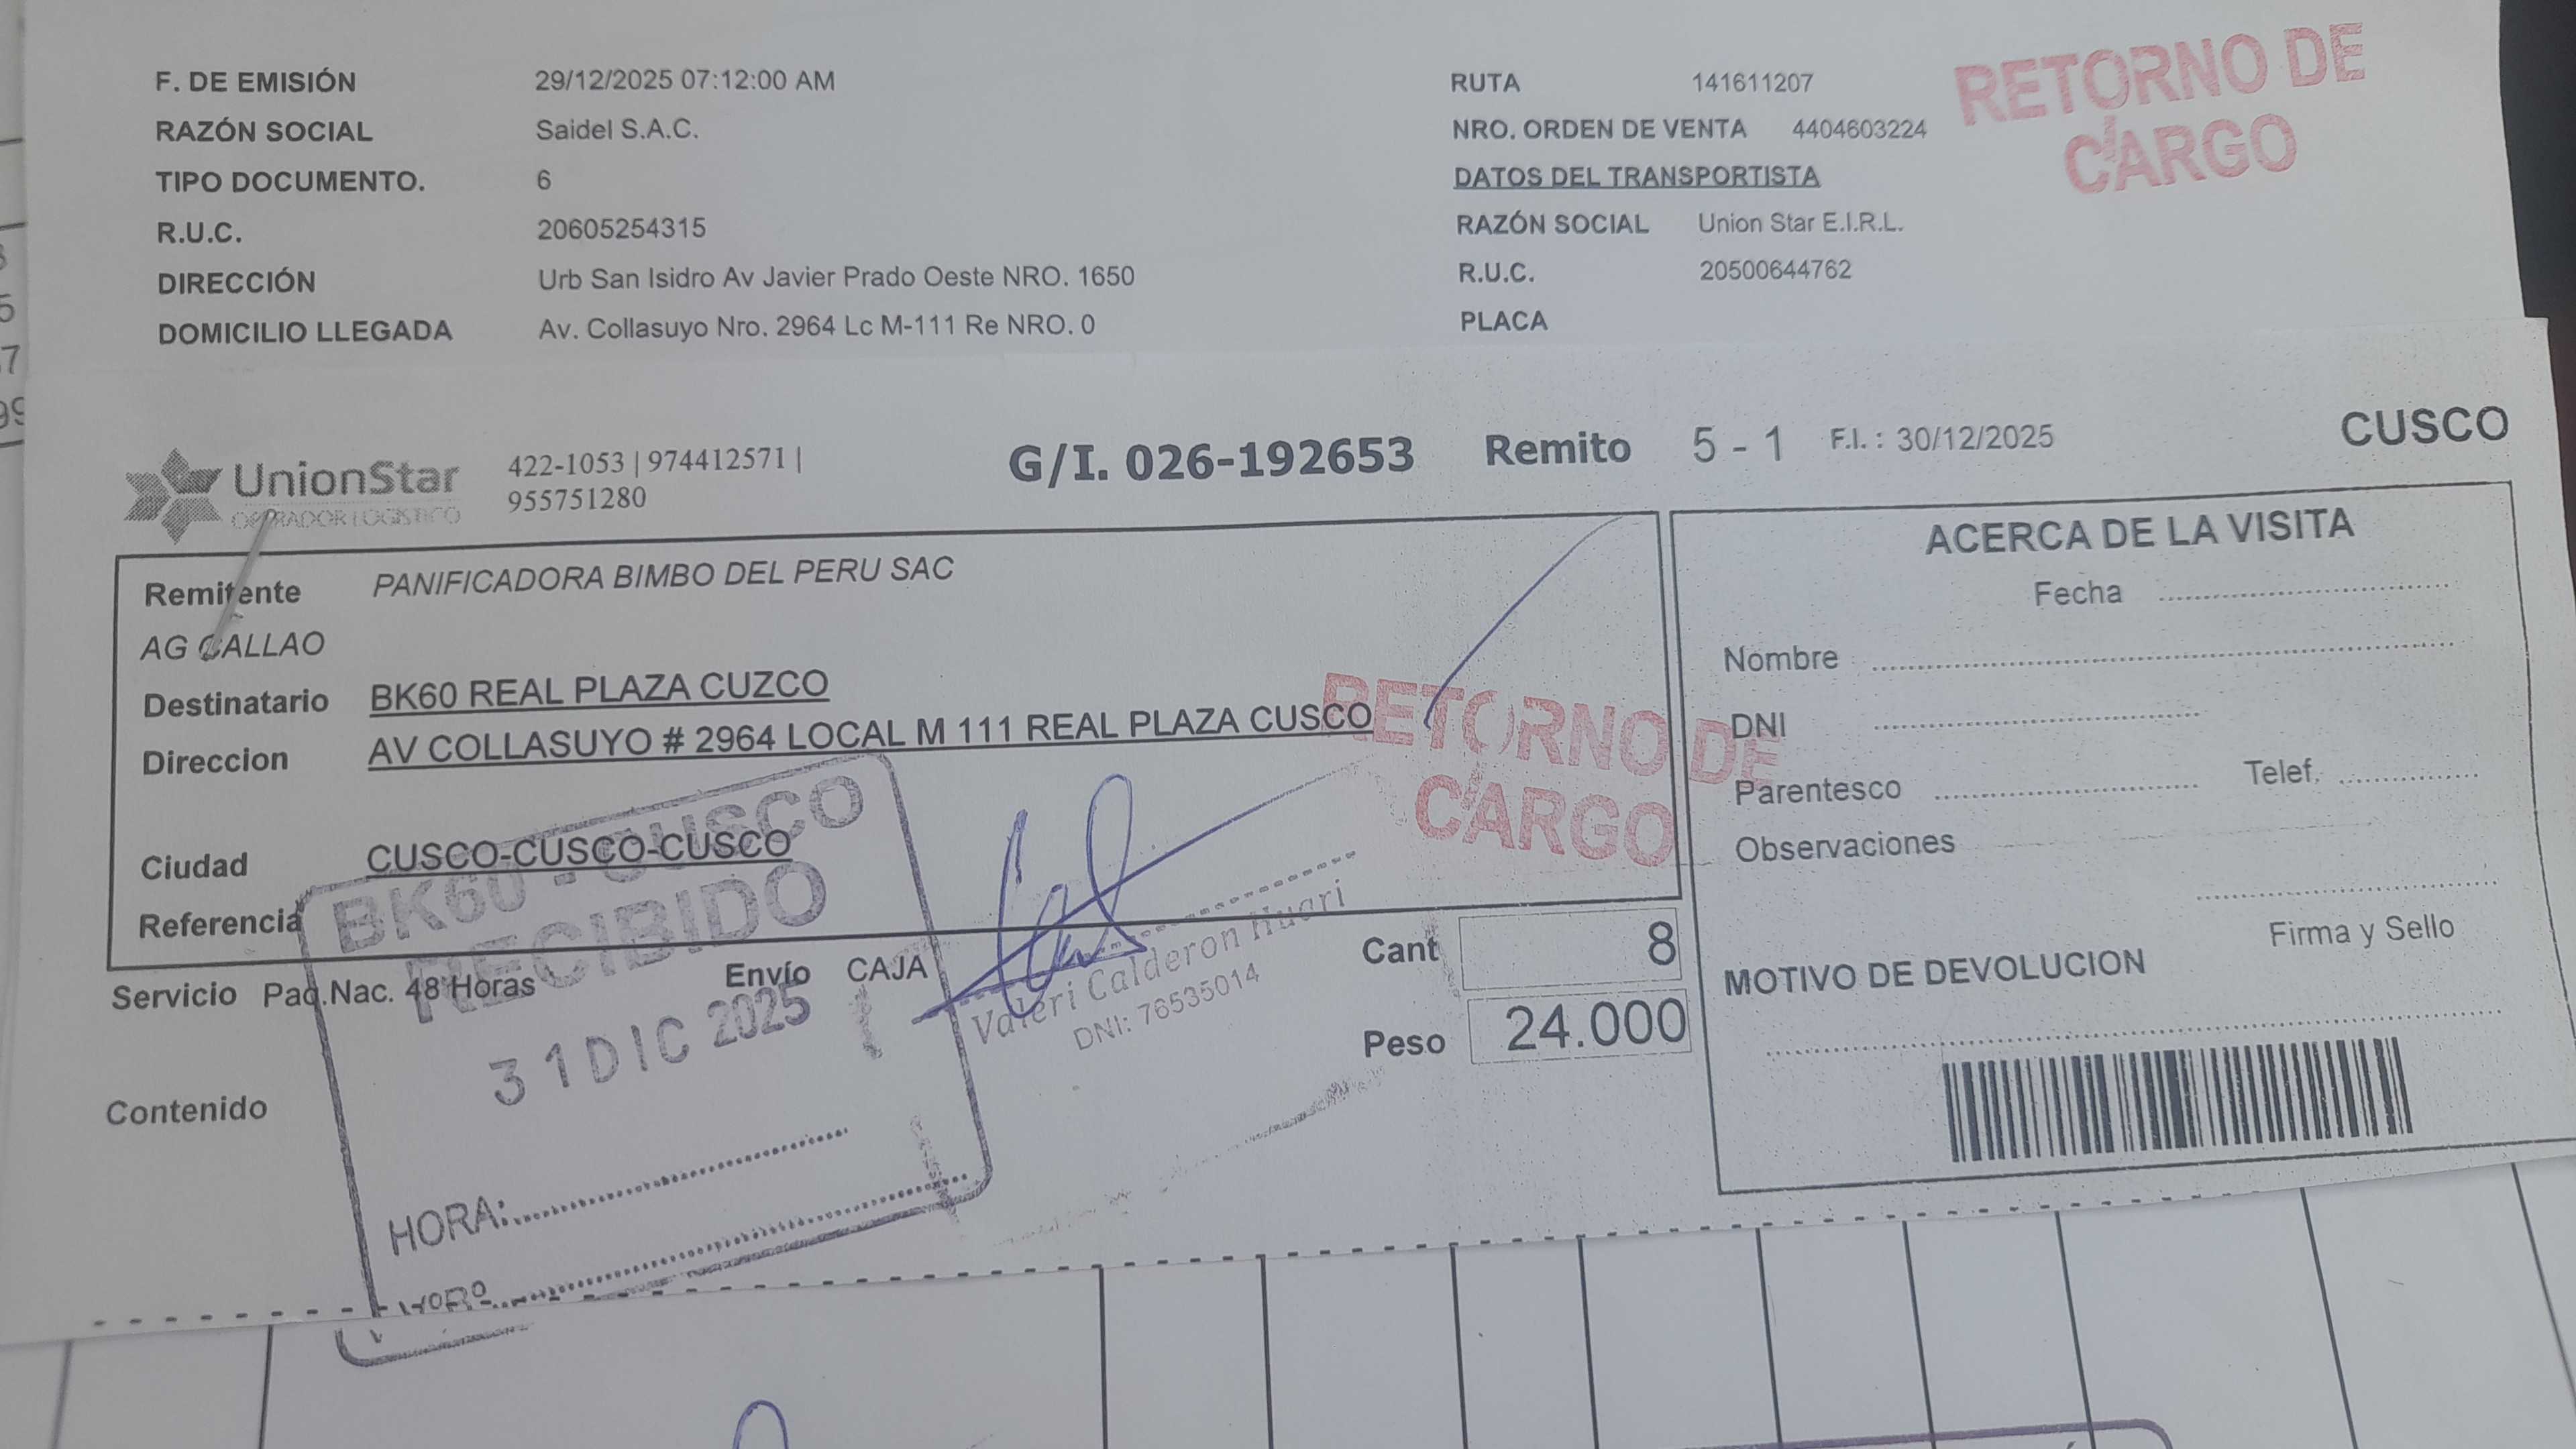 F. DE EMISIÓN 29/12/2025 07:12:00 AM
RAZÓN SOCIAL Saidel S.A.C.
TIPO DOCUMENTO. 6
R.U.C. 20605254315
DIRECCIÓN Urb San Isidro Av Javier Prado Oeste NRO. 1650
DOMICILIO LLEGADA Av. Collasuyo Nro. 2964 Lc M-111 Re NRO. 0
RUTA 141611207
NRO. ORDEN DE VENTA 4404603224
DATOS DEL TRANSPORTISTA
RAZÓN SOCIAL Union Star E.I.R.L.
R.U.C. 20500644762
PLACA
RETORNO DE
CARGO
UnionStar
OPERADOR LOGISTICO
422-1053 | 974412571 |
955751280
G/I. 026-192653 Remito 5 - 1 F.I. : 30/12/2025 CUSCO
Remitente PANIFICADORA BIMBO DEL PERU SAC
AG CALLAO
Destinatario BK60 REAL PLAZA CUZCO
Direccion AV COLLASUYO # 2964 LOCAL M 111 REAL PLAZA CUSCO
Ciudad CUSCO-CUSCO-CUSCO
Referencia
RETORNO DE
CARGO
Servicio Paq.Nac. 48 Horas Envío CAJA
Cant 8
Peso 24.000
Contenido
BK60 - CUSCO
RECIBIDO
31 DIC 2025
HORA:
Valeri Calderon Huari
DNI: 76535014
ACERCA DE LA VISITA
Fecha
Nombre
DNI
Parentesco Telef.
Observaciones
Firma y Sello
MOTIVO DE DEVOLUCION